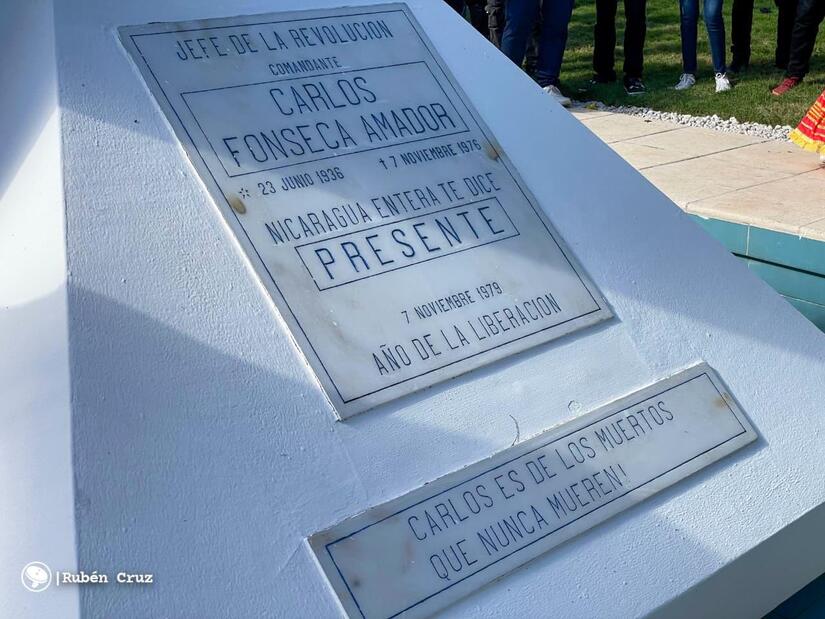 JEFE DE LA REVOLUCION
COMANDANTE
CARLOS
FONSECA AMADOR
☆ 23 JUNIO 1936 ✝ 7 NOVIEMBRE 1976
NICARAGUA ENTERA TE DICE
PRESENTE
7 NOVIEMBRE 1979
AÑO DE LA LIBERACION
CARLOS ES DE LOS MUERTOS
QUE NUNCA MUEREN!
|Rubén Cruz